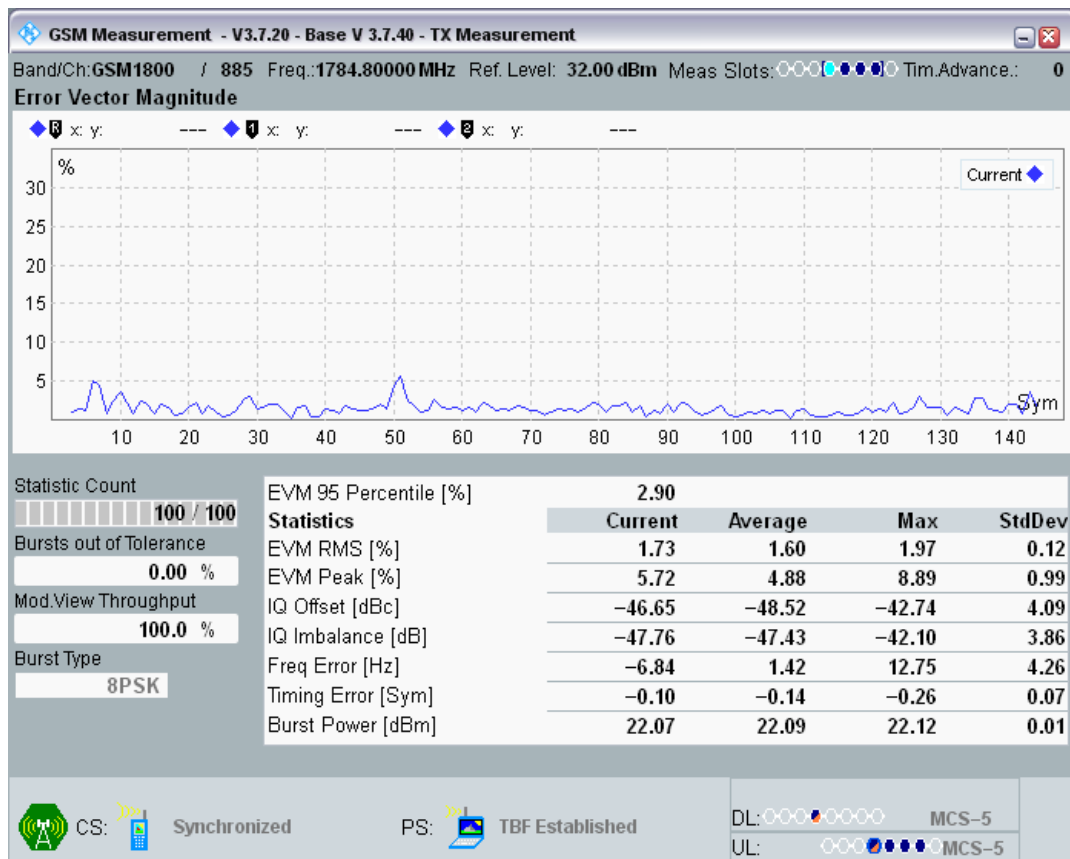 GSM Measurement - V3.7.20 - Base V 3.7.40 - TX Measurement
Band/Ch:GSM1800 / 885 Freq.:1784.80000 MHz Ref. Level: 32.00 dBm Meas Slots: Tim.Advance.: 0
Error Vector Magnitude
R x: y: --- 1 x: y: --- 2 x: y: ---
%
Current
30
25
20
15
10
5
Sym
10 20 30 40 50 60 70 80 90 100 110 120 130 140
Statistic Count
100 / 100
Bursts out of Tolerance
0.00 %
Mod.View Throughput
100.0 %
Burst Type
8PSK
EVM 95 Percentile [%] 2.90
Statistics Current Average Max StdDev
EVM RMS [%] 1.73 1.60 1.97 0.12
EVM Peak [%] 5.72 4.88 8.89 0.99
IQ Offset [dBc] −46.65 −48.52 −42.74 4.09
IQ Imbalance [dB] −47.76 −47.43 −42.10 3.86
Freq Error [Hz] −6.84 1.42 12.75 4.26
Timing Error [Sym] −0.10 −0.14 −0.26 0.07
Burst Power [dBm] 22.07 22.09 22.12 0.01
CS: Synchronized PS: TBF Established
DL: MCS−5
UL: MCS−5